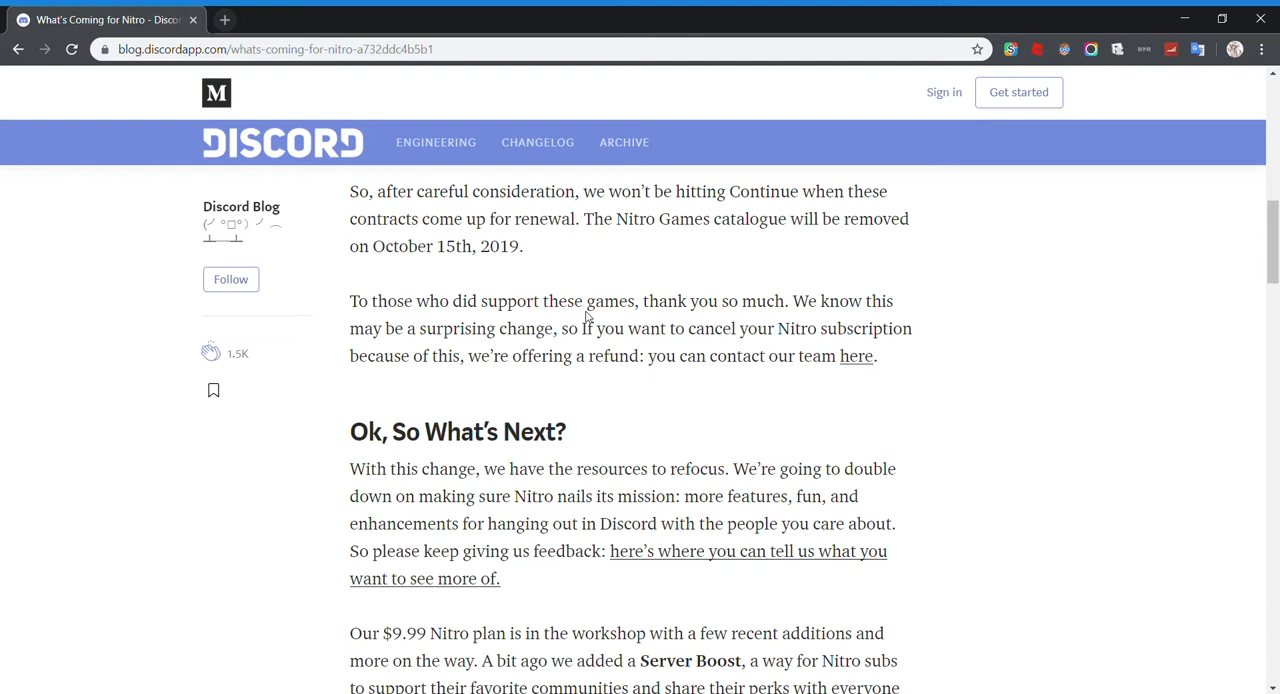 What's Coming for Nitro - Discor
blog.discordapp.com/whats-coming-for-nitro-a732ddc4b5b1
M
Sign in
Get started
DISCORD
ENGINEERING
CHANGELOG
ARCHIVE
Discord Blog
(╯°□°)╯︵
┻━┻
Follow
1.5K
So, after careful consideration, we won't be hitting Continue when these
contracts come up for renewal. The Nitro Games catalogue will be removed
on October 15th, 2019.
To those who did support these games, thank you so much. We know this
may be a surprising change, so if you want to cancel your Nitro subscription
because of this, we're offering a refund: you can contact our team here.
Ok, So What's Next?
With this change, we have the resources to refocus. We're going to double
down on making sure Nitro nails its mission: more features, fun, and
enhancements for hanging out in Discord with the people you care about.
So please keep giving us feedback: here's where you can tell us what you
want to see more of.
Our $9.99 Nitro plan is in the workshop with a few recent additions and
more on the way. A bit ago we added a Server Boost, a way for Nitro subs
to support their favorite communities and share their perks with everyone